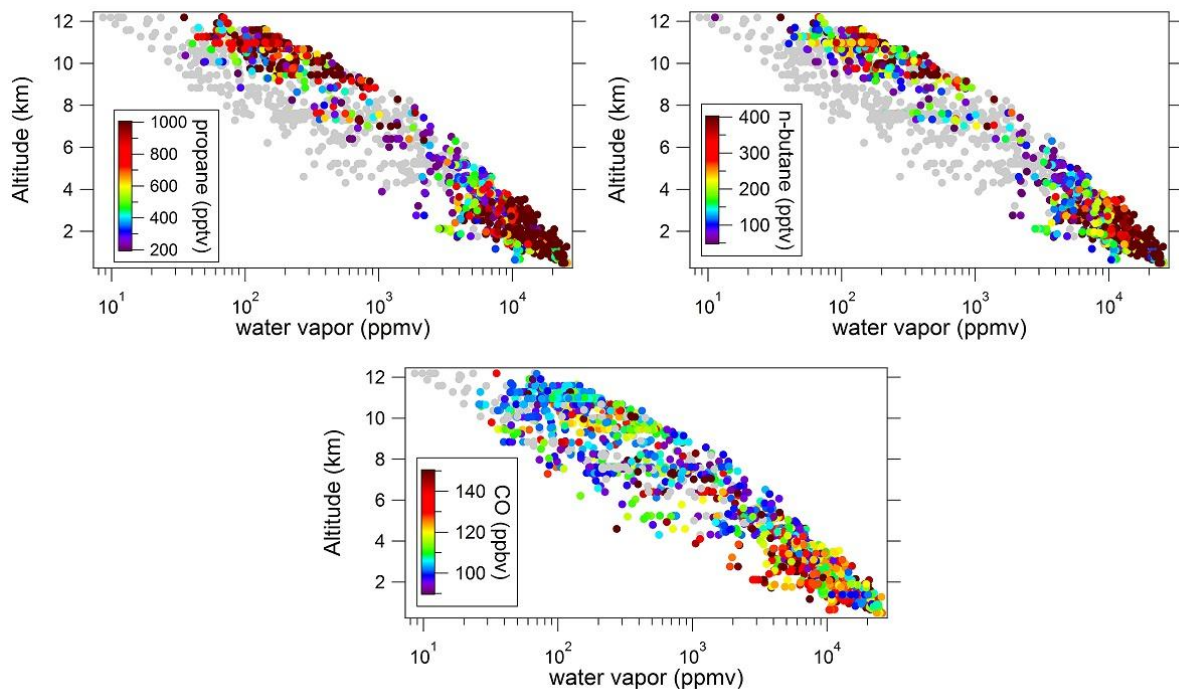 12
10
8
6
4
2
Altitude (km)
1000
800
600
400
200
propane (pptv)
10¹ 10² 10³ 10⁴
water vapor (ppmv)
12
10
8
6
4
2
Altitude (km)
400
300
200
100
n-butane (pptv)
10¹ 10² 10³ 10⁴
water vapor (ppmv)
12
10
8
6
4
2
Altitude (km)
140
120
100
CO (ppbv)
10¹ 10² 10³ 10⁴
water vapor (ppmv)